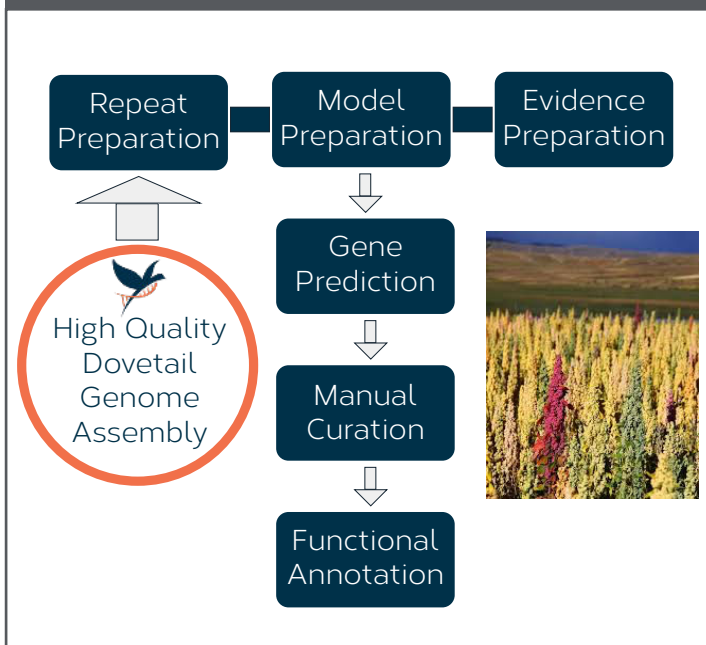 Repeat
Preparation
Model
Preparation
Evidence
Preparation
High Quality
Dovetail
Genome
Assembly
Gene
Prediction
Manual
Curation
Functional
Annotation